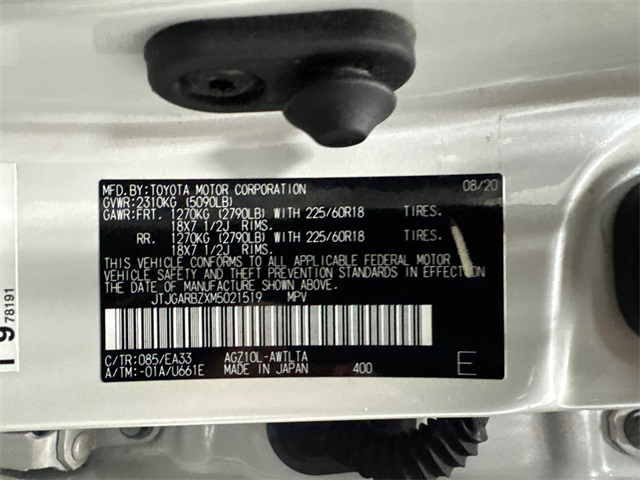 MFD.BY:TOYOTA MOTOR CORPORATION 08/20
GVWR:2310KG (5090LB)
GAWR:FRT. 1270KG (2790LB) WITH 225/60R18 TIRES.
18X7 1/2J RIMS.
RR. 1270KG (2790LB) WITH 225/60R18 TIRES.
18X7 1/2J RIMS.
THIS VEHICLE CONFORMS TO ALL APPLICABLE FEDERAL MOTOR
VEHICLE SAFETY AND THEFT PREVENTION STANDARDS IN EFFECT ON
THE DATE OF MANUFACTURE SHOWN ABOVE.
JTJGARBZXM5021519 MPV
C/TR:085/EA33 AGZ10L-AWTLTA
A/TM:-01A/U661E MADE IN JAPAN 400 E
78191